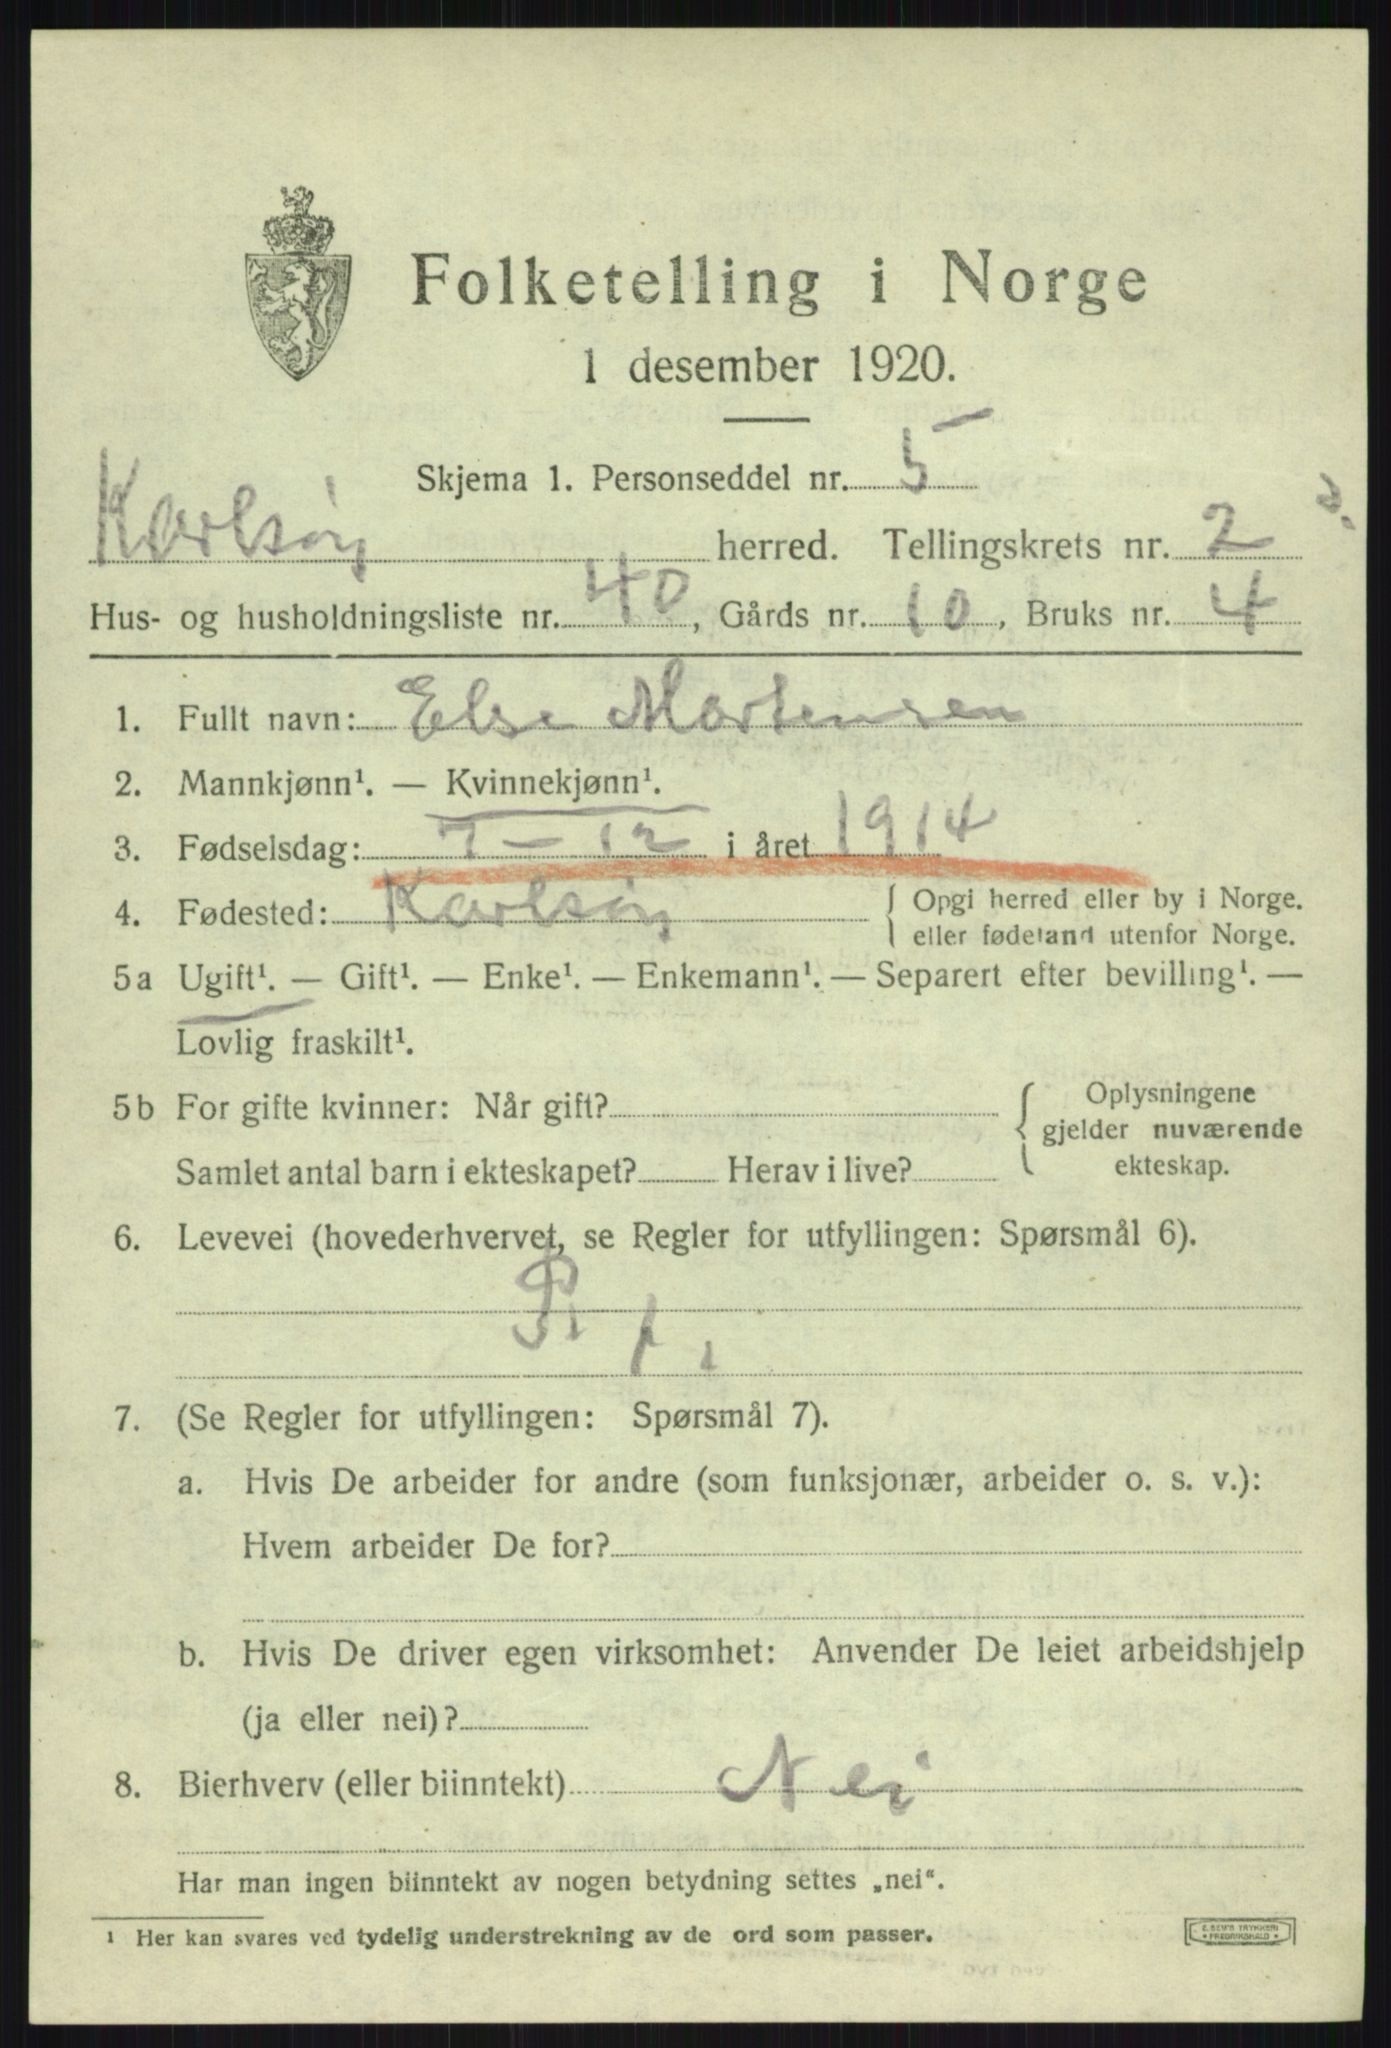 Folketelling i Norge
1 desember 1920.
Skjema 1. Personseddel nr. 5
Karlsøy herred. Tellingskrets nr. 2
Hus- og husholdningsliste nr. 40, Gårds nr. 10, Bruks nr. 4
1. Fullt navn: Else Mortensen
2. Mannkjønn¹. — Kvinnekjønn¹.
3. Fødselsdag: 7 – 12 i året 1914
4. Fødested: Karlsøy { Opgi herred eller by i Norge.
eller fødeland utenfor Norge.
5a Ugift¹. — Gift¹. — Enke¹. — Enkemann¹. — Separert efter bevilling¹. —
Lovlig fraskilt¹.
5b For gifte kvinner: Når gift? { Oplysningene
gjelder nuværende
Samlet antal barn i ekteskapet? Herav i live? ekteskap.
6. Levevei (hovederhvervet, se Regler for utfyllingen: Spørsmål 6).
7. (Se Regler for utfyllingen: Spørsmål 7).
a. Hvis De arbeider for andre (som funksjonær, arbeider o. s. v.):
Hvem arbeider De for?
b. Hvis De driver egen virksomhet: Anvender De leiet arbeidshjelp
(ja eller nei)?
8. Bierhverv (eller biinntekt) Nei
Har man ingen biinntekt av nogen betydning settes „nei".
¹ Her kan svares ved tydelig understrekning av de ord som passer.